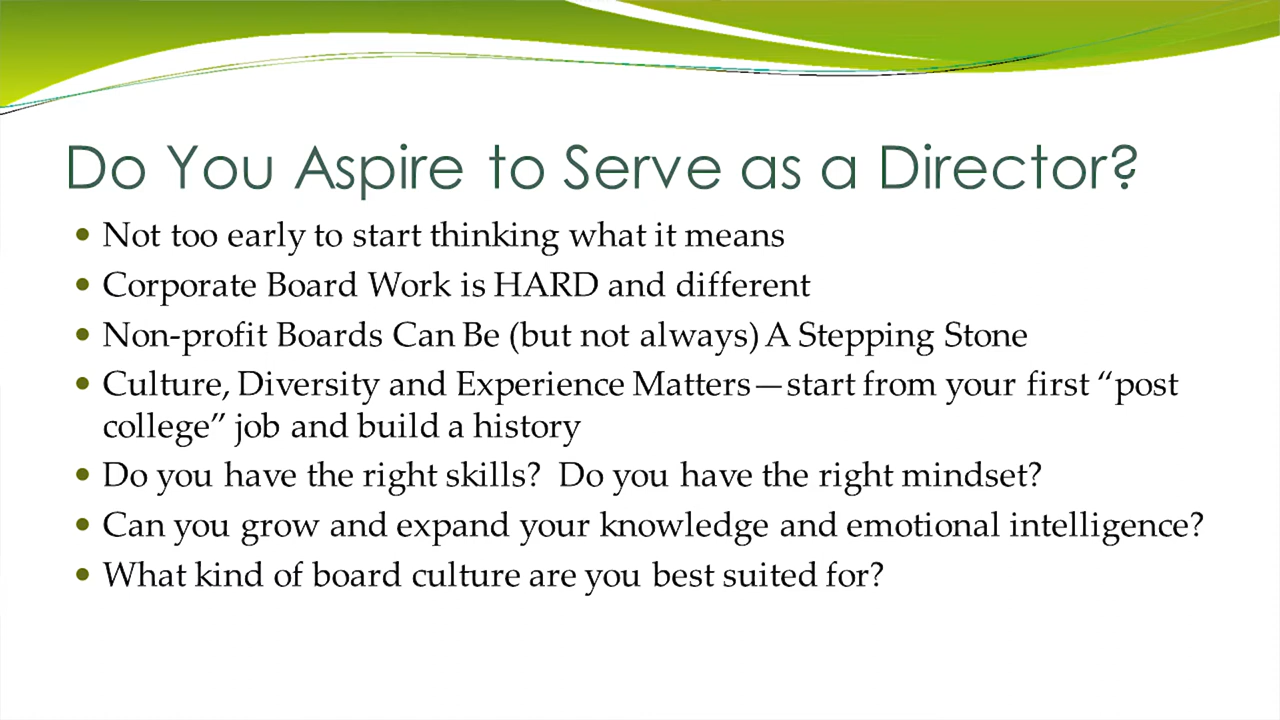 Do You Aspire to Serve as a Director?
• Not too early to start thinking what it means
• Corporate Board Work is HARD and different
• Non-profit Boards Can Be (but not always) A Stepping Stone
• Culture, Diversity and Experience Matters—start from your first “post
college” job and build a history
• Do you have the right skills?  Do you have the right mindset?
• Can you grow and expand your knowledge and emotional intelligence?
• What kind of board culture are you best suited for?